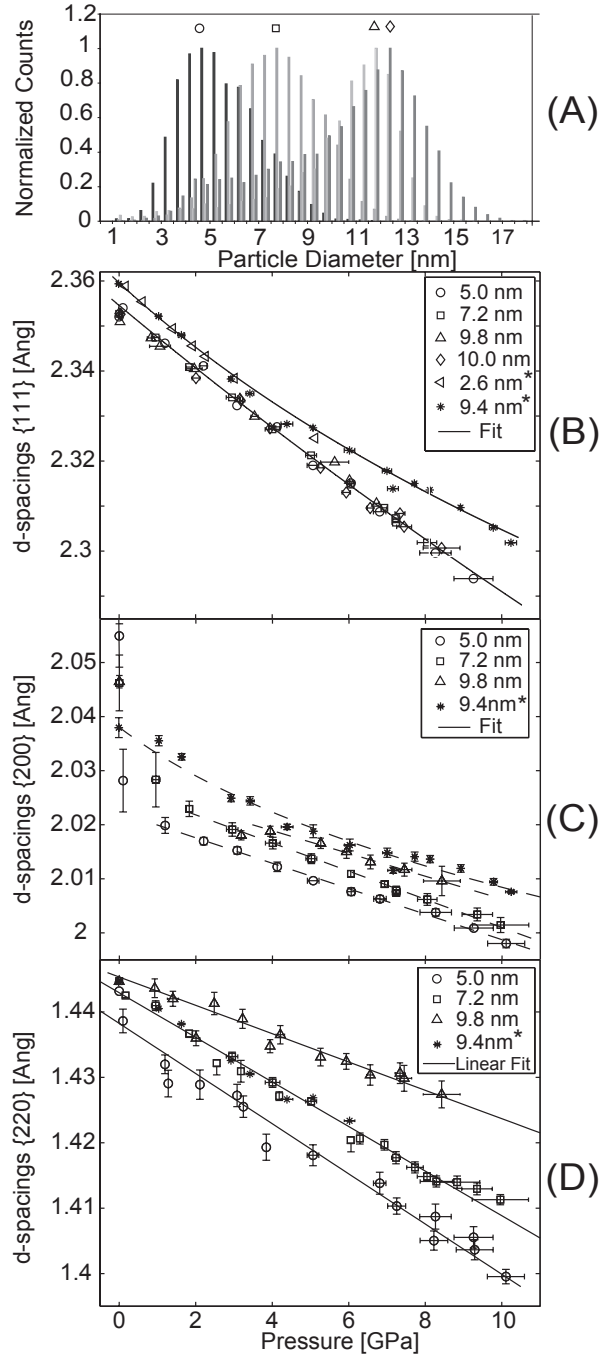 1.2
1
0.8
0.6
0.4
0.2
0
Normalized Counts
1 3 5 7 9 11 13 15 17
Particle Diameter [nm]
(A)
2.36
2.34
2.32
2.3
d-spacings {111} [Ang]
5.0 nm
7.2 nm
9.8 nm
10.0 nm
2.6 nm*
9.4 nm*
Fit
(B)
2.05
2.04
2.03
2.02
2.01
2
d-spacings {200} [Ang]
5.0 nm
7.2 nm
9.8 nm
9.4nm*
Fit
(C)
1.44
1.43
1.42
1.41
1.4
d-spacings {220} [Ang]
5.0 nm
7.2 nm
9.8 nm
9.4nm*
Linear Fit
(D)
0 2 4 6 8 10
Pressure [GPa]